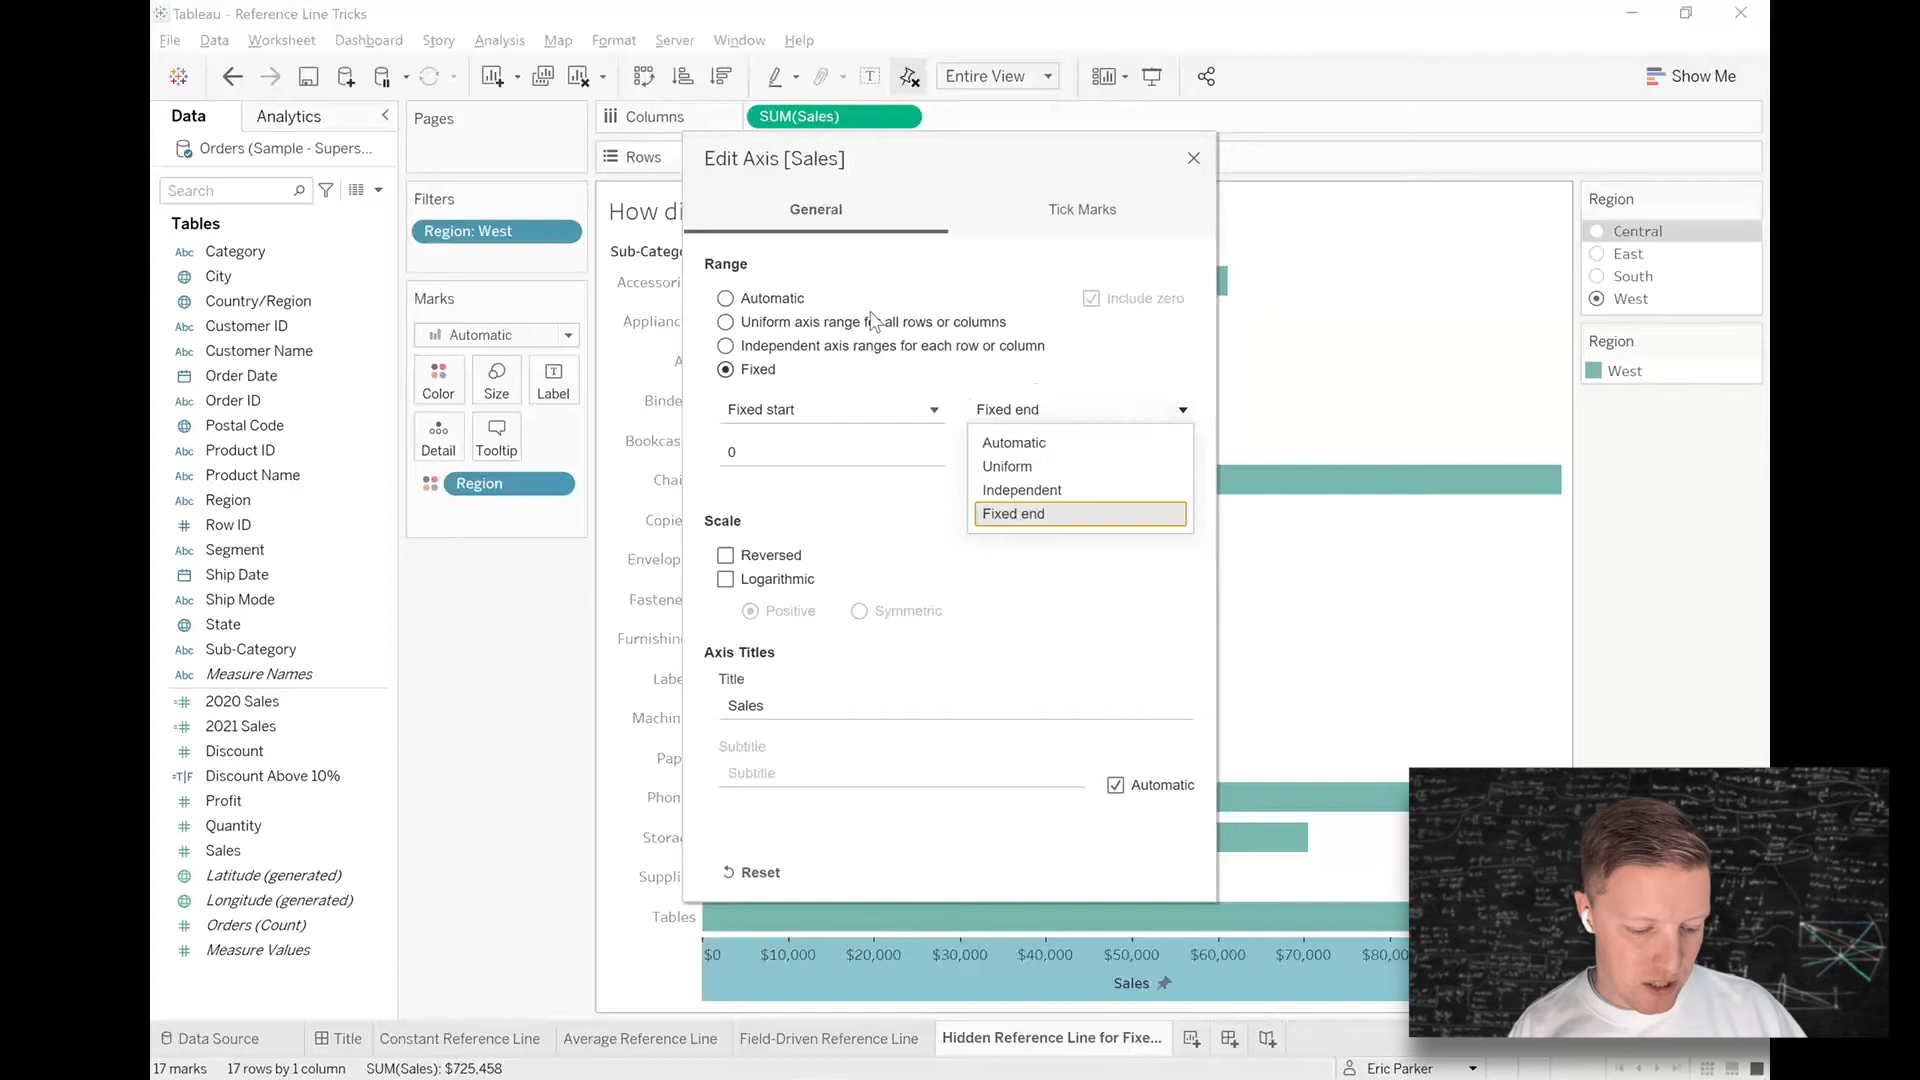 Tableau - Reference Line Tricks
File Data Worksheet Dashboard Story Analysis Map Format Server Window Help
Entire View
Show Me
Data Analytics
Orders (Sample - Supers...
Search
Tables
Category
City
Country/Region
Customer ID
Customer Name
Order Date
Order ID
Postal Code
Product ID
Product Name
Region
Row ID
Segment
Ship Date
Ship Mode
State
Sub-Category
Measure Names
2020 Sales
2021 Sales
Discount
Discount Above 10%
Profit
Quantity
Sales
Latitude (generated)
Longitude (generated)
Orders (Count)
Measure Values
Pages
Filters
Region: West
Marks
Automatic
Color Size Label
Detail Tooltip
Region
Columns SUM(Sales)
Rows
How di
Sub-Catego
Accessori
Applianc
A
Binde
Bookcas
Chai
Copie
Envelop
Fastene
Furnishin
Labe
Machin
Pap
Phon
Storag
Suppli
Tables
Edit Axis [Sales]
General Tick Marks
Range
Automatic Include zero
Uniform axis range for all rows or columns
Independent axis ranges for each row or column
Fixed
Fixed start Fixed end
0
Automatic
Uniform
Independent
Fixed end
Scale
Reversed
Logarithmic
Positive Symmetric
Axis Titles
Title
Sales
Subtitle
Subtitle Automatic
Reset
$0 $10,000 $20,000 $30,000 $40,000 $50,000 $60,000 $70,000 $80,00
Sales
Region
Central
East
South
West
Region
West
Data Source Title Constant Reference Line Average Reference Line Field-Driven Reference Line Hidden Reference Line for Fixe...
17 marks 17 rows by 1 column SUM(Sales): $725,458
Eric Parker